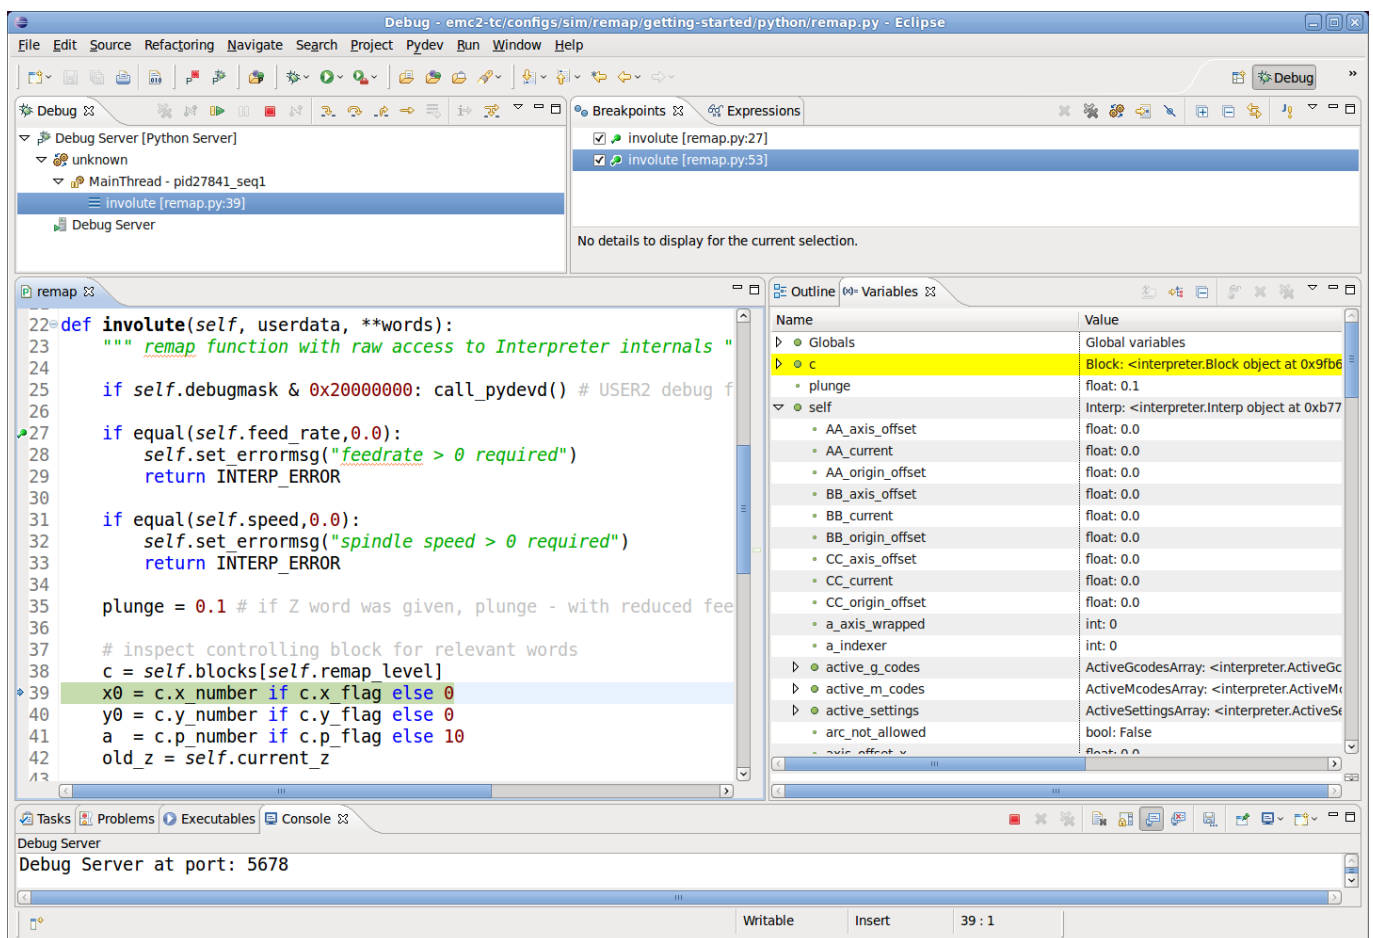 Debug - emc2-tc/configs/sim/remap/getting-started/python/remap.py - Eclipse
File Edit Source Refactoring Navigate Search Project Pydev Run Window Help
Debug »
Debug
Debug Server [Python Server]
unknown
MainThread - pid27841_seq1
involute [remap.py:39]
Debug Server
Breakpoints Expressions
involute [remap.py:27]
involute [remap.py:53]
No details to display for the current selection.
remap
22 def involute(self, userdata, **words):
23 """ remap function with raw access to Interpreter internals "
24
25 if self.debugmask & 0x20000000: call_pydevd() # USER2 debug f
26
27 if equal(self.feed_rate,0.0):
28 self.set_errormsg("feedrate > 0 required")
29 return INTERP_ERROR
30
31 if equal(self.speed,0.0):
32 self.set_errormsg("spindle speed > 0 required")
33 return INTERP_ERROR
34
35 plunge = 0.1 # if Z word was given, plunge - with reduced fee
36
37 # inspect controlling block for relevant words
38 c = self.blocks[self.remap_level]
39 x0 = c.x_number if c.x_flag else 0
40 y0 = c.y_number if c.y_flag else 0
41 a = c.p_number if c.p_flag else 10
42 old_z = self.current_z
43
Outline Variables
Name Value
Globals Global variables
c Block: <interpreter.Block object at 0x9fb6
plunge float: 0.1
self Interp: <interpreter.Interp object at 0xb77
AA_axis_offset float: 0.0
AA_current float: 0.0
AA_origin_offset float: 0.0
BB_axis_offset float: 0.0
BB_current float: 0.0
BB_origin_offset float: 0.0
CC_axis_offset float: 0.0
CC_current float: 0.0
CC_origin_offset float: 0.0
a_axis_wrapped int: 0
a_indexer int: 0
active_g_codes ActiveGcodesArray: <interpreter.ActiveGc
active_m_codes ActiveMcodesArray: <interpreter.ActiveMc
active_settings ActiveSettingsArray: <interpreter.ActiveSe
arc_not_allowed bool: False
axis_offset_x float: 0.0
Tasks Problems Executables Console
Debug Server
Debug Server at port: 5678
Writable Insert 39 : 1